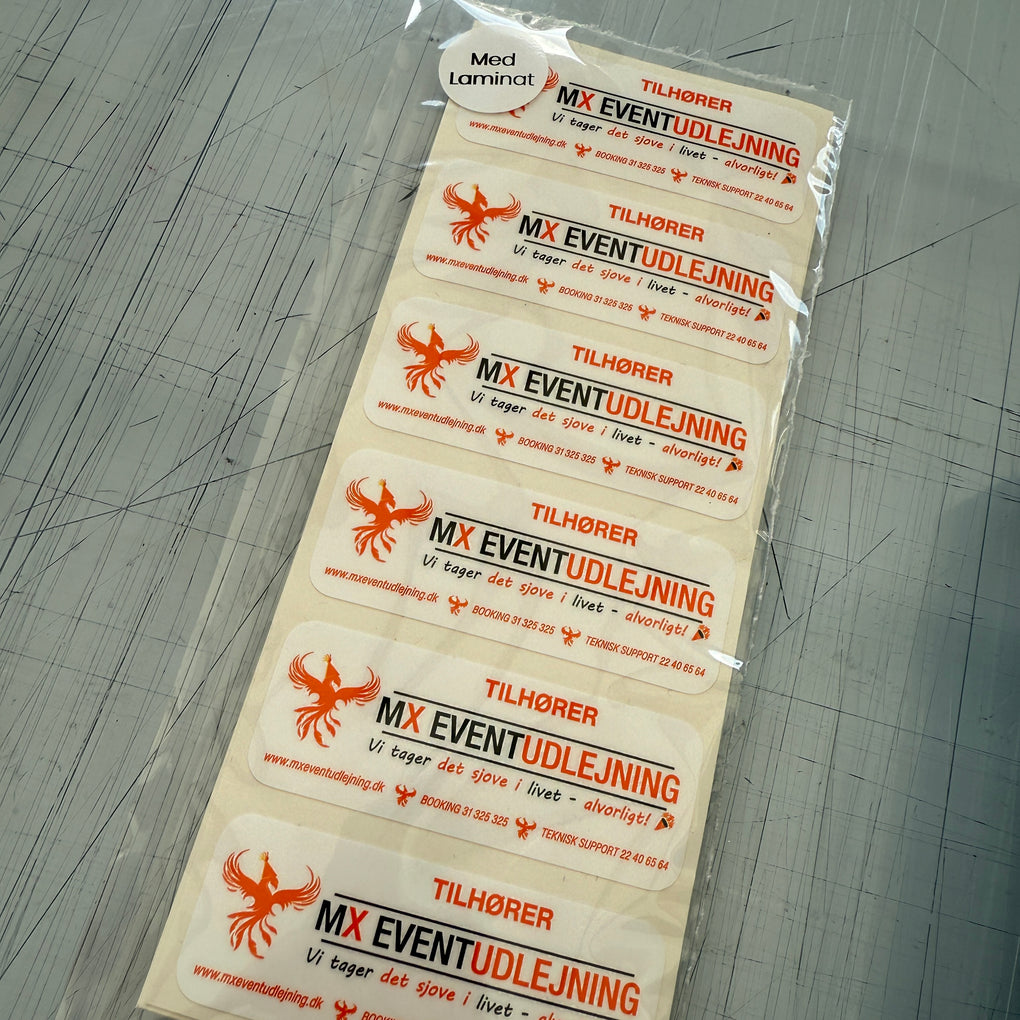 Med
Laminat
TILHØRER
MX EVENTUDLEJNING
Vi tager det sjove i livet - alvorligt!
www.mxeventudlejning.dk BOOKING 31 325 325 TEKNISK SUPPORT 22 40 65 64
TILHØRER
MX EVENTUDLEJNING
Vi tager det sjove i livet - alvorligt!
www.mxeventudlejning.dk BOOKING 31 325 325 TEKNISK SUPPORT 22 40 65 64
TILHØRER
MX EVENTUDLEJNING
Vi tager det sjove i livet - alvorligt!
www.mxeventudlejning.dk BOOKING 31 325 325 TEKNISK SUPPORT 22 40 65 64
TILHØRER
MX EVENTUDLEJNING
Vi tager det sjove i livet - alvorligt!
www.mxeventudlejning.dk BOOKING 31 325 325 TEKNISK SUPPORT 22 40 65 64
TILHØRER
MX EVENTUDLEJNING
Vi tager det sjove i livet - alvorligt!
www.mxeventudlejning.dk BOOKING 31 325 325 TEKNISK SUPPORT 22 40 65 64
TILHØRER
MX EVENTUDLEJNING
Vi tager det sjove i livet -
www.mxeventudlejning.dk